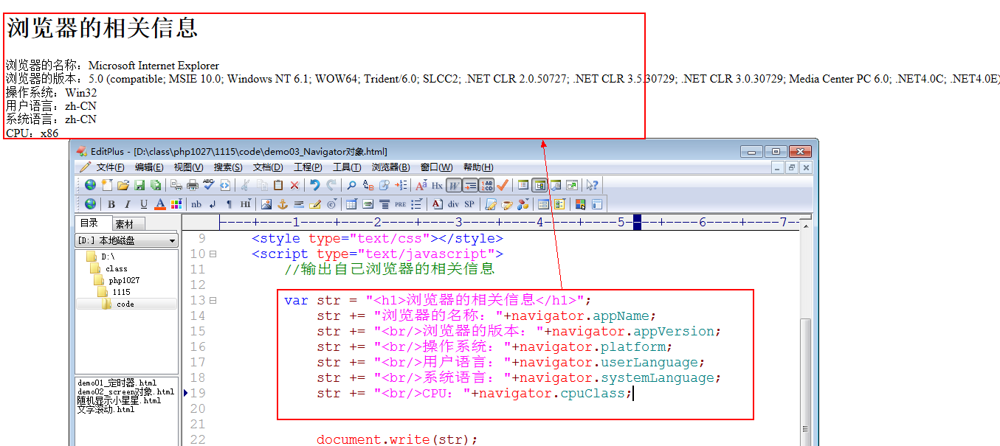 浏览器的相关信息
浏览器的名称：Microsoft Internet Explorer
浏览器的版本：5.0 (compatible; MSIE 10.0; Windows NT 6.1; WOW64; Trident/6.0; SLCC2; .NET CLR 2.0.50727; .NET CLR 3.5.30729; .NET CLR 3.0.30729; Media Center PC 6.0; .NET4.0C; .NET4.0E)
操作系统：Win32
用户语言：zh-CN
系统语言：zh-CN
CPU：x86
EditPlus - [D:\class\php1027\1115\code\demo03_Navigator对象.html]
文件(F) 编辑(E) 视图(V) 搜索(S) 文档(D) 工程(P) 工具(T) 浏览器(B) 窗口(W) 帮助(H)
ABC Hx W
B I U A nb HI PRE A div SP
目录 素材
[D:] 本地磁盘
D:\
class
php1027
1115
code
demo01_定时器.html
demo02_screen对象.html
随机显示小星星.html
文字滚动.html
----+----1----+----2----+----3----+----4----+----5----+----6----+----7--
9 <style type="text/css"></style>
10 <script type="text/javascript">
11 //输出自己浏览器的相关信息
12
13 var str = "<h1>浏览器的相关信息</h1>";
14 str += "浏览器的名称："+navigator.appName;
15 str += "<br/>浏览器的版本："+navigator.appVersion;
16 str += "<br/>操作系统："+navigator.platform;
17 str += "<br/>用户语言："+navigator.userLanguage;
18 str += "<br/>系统语言："+navigator.systemLanguage;
19 str += "<br/>CPU："+navigator.cpuClass;
20
21
22 document.write(str);